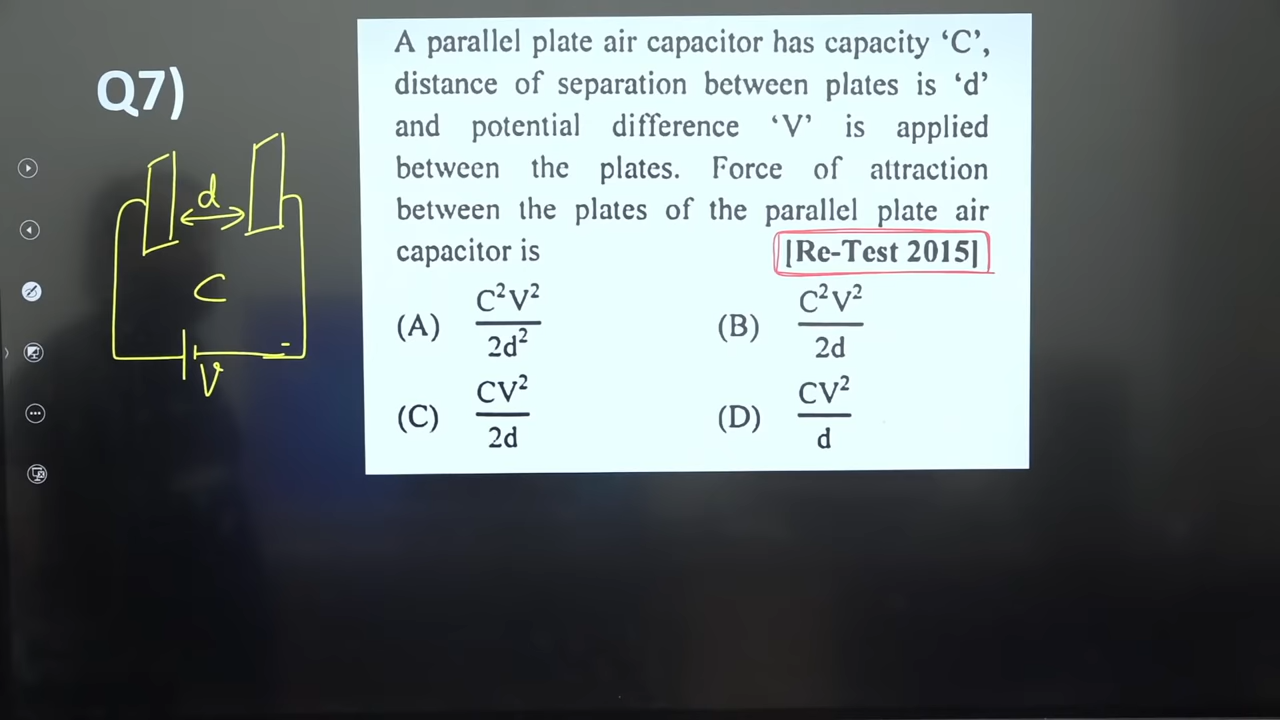 Q7)
A parallel plate air capacitor has capacity ‘C’,
distance of separation between plates is ‘d’
and potential difference ‘V’ is applied
between the plates. Force of attraction
between the plates of the parallel plate air
capacitor is [Re-Test 2015]
(A) C²V²/2d² (B) C²V²/2d
(C) CV²/2d (D) CV²/d
d
C
V